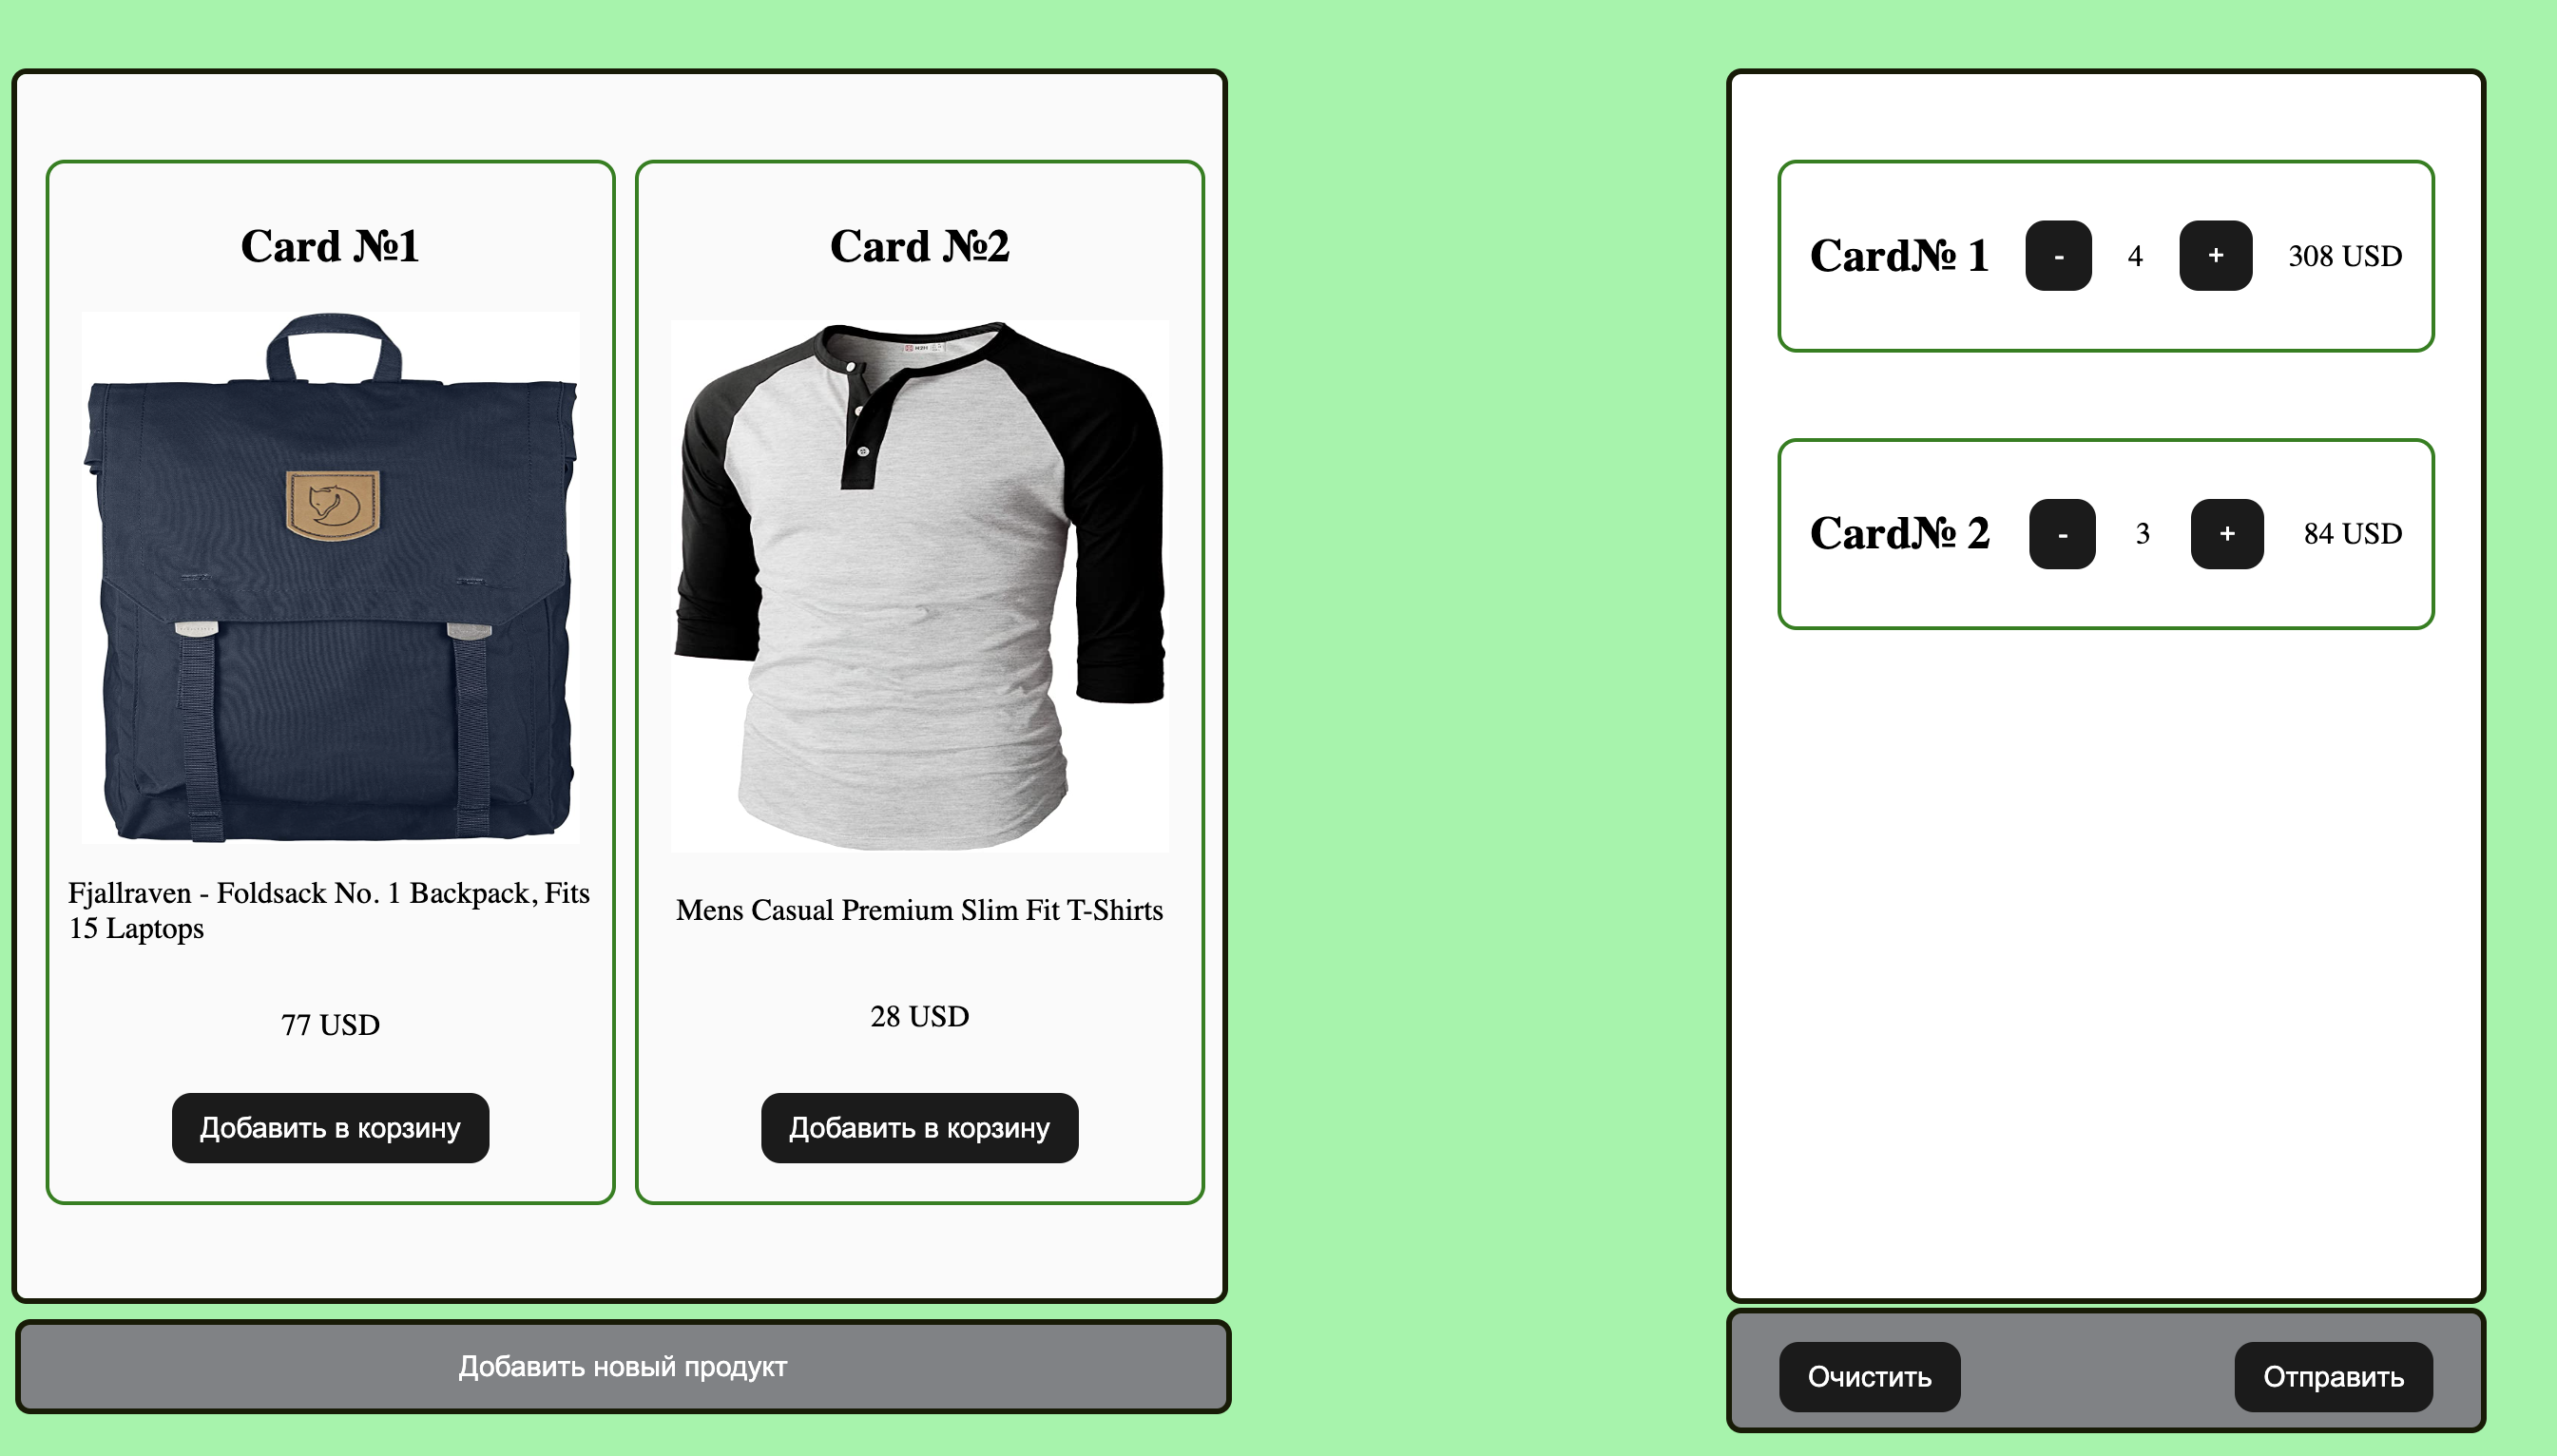 Card №1
Fjallraven - Foldsack No. 1 Backpack, Fits
15 Laptops
77 USD
Добавить в корзину
Card №2
Mens Casual Premium Slim Fit T-Shirts
28 USD
Добавить в корзину
Добавить новый продукт
Card№ 1 - 4 + 308 USD
Card№ 2 - 3 + 84 USD
Очистить Отправить